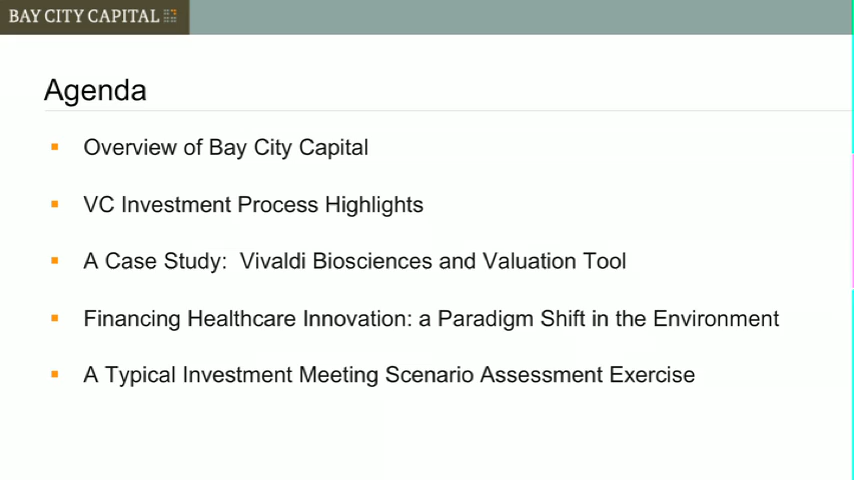 BAY CITY CAPITAL
Agenda
Overview of Bay City Capital
VC Investment Process Highlights
A Case Study:  Vivaldi Biosciences and Valuation Tool
Financing Healthcare Innovation: a Paradigm Shift in the Environment
A Typical Investment Meeting Scenario Assessment Exercise